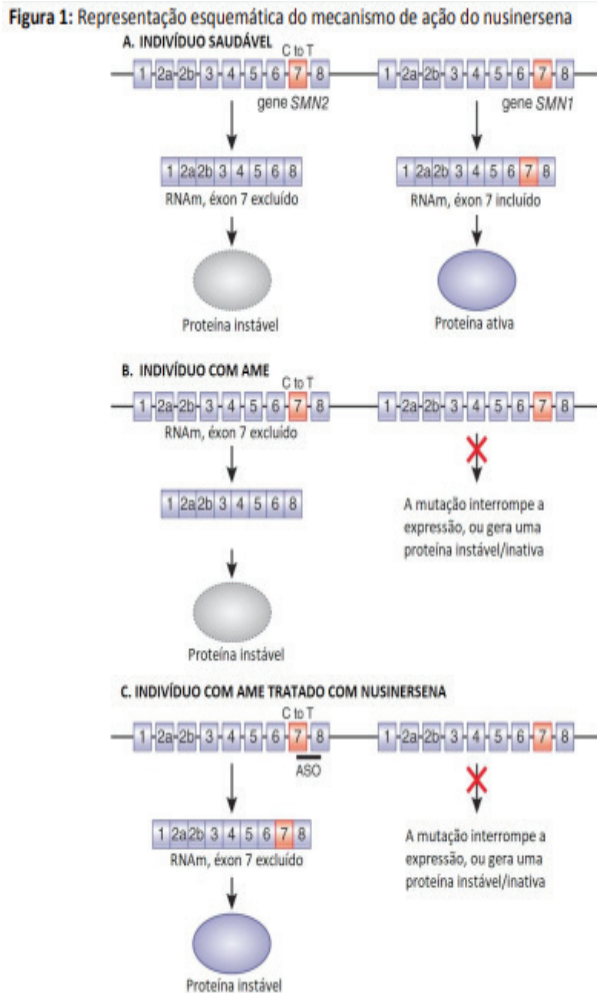 Figura 1: Representação esquemática do mecanismo de ação do nusinersena
A. INDIVÍDUO SAUDÁVEL
C to T
1 2a 2b 3 4 5 6 7 8 1 2a 2b 3 4 5 6 7 8
gene SMN2 gene SMN1
1 2a 2b 3 4 5 6 8 1 2a 2b 3 4 5 6 7 8
RNAm, éxon 7 excluído RNAm, éxon 7 incluído
Proteína instável Proteína ativa
B. INDIVÍDUO COM AME
C to T
1 2a 2b 3 4 5 6 7 8 1 2a 2b 3 4 5 6 7 8
RNAm, éxon 7 excluído
1 2a 2b 3 4 5 6 8
A mutação interrompe a
expressão, ou gera uma
proteína instável/inativa
Proteína instável
C. INDIVÍDUO COM AME TRATADO COM NUSINERSENA
C to T
1 2a 2b 3 4 5 6 7 8 1 2a 2b 3 4 5 6 7 8
ASO
1 2a 2b 3 4 5 6 7 8
RNAm, éxon 7 excluído
A mutação interrompe a
expressão, ou gera uma
proteína instável/inativa
Proteína instável